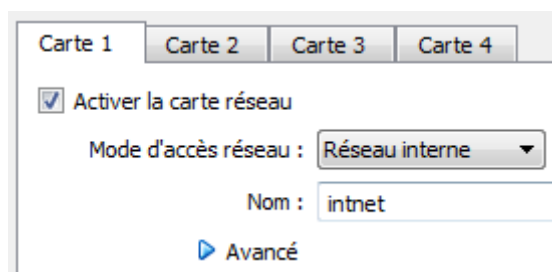 Carte 1 Carte 2 Carte 3 Carte 4
Activer la carte réseau
Mode d'accès réseau : Réseau interne
Nom : intnet
Avancé